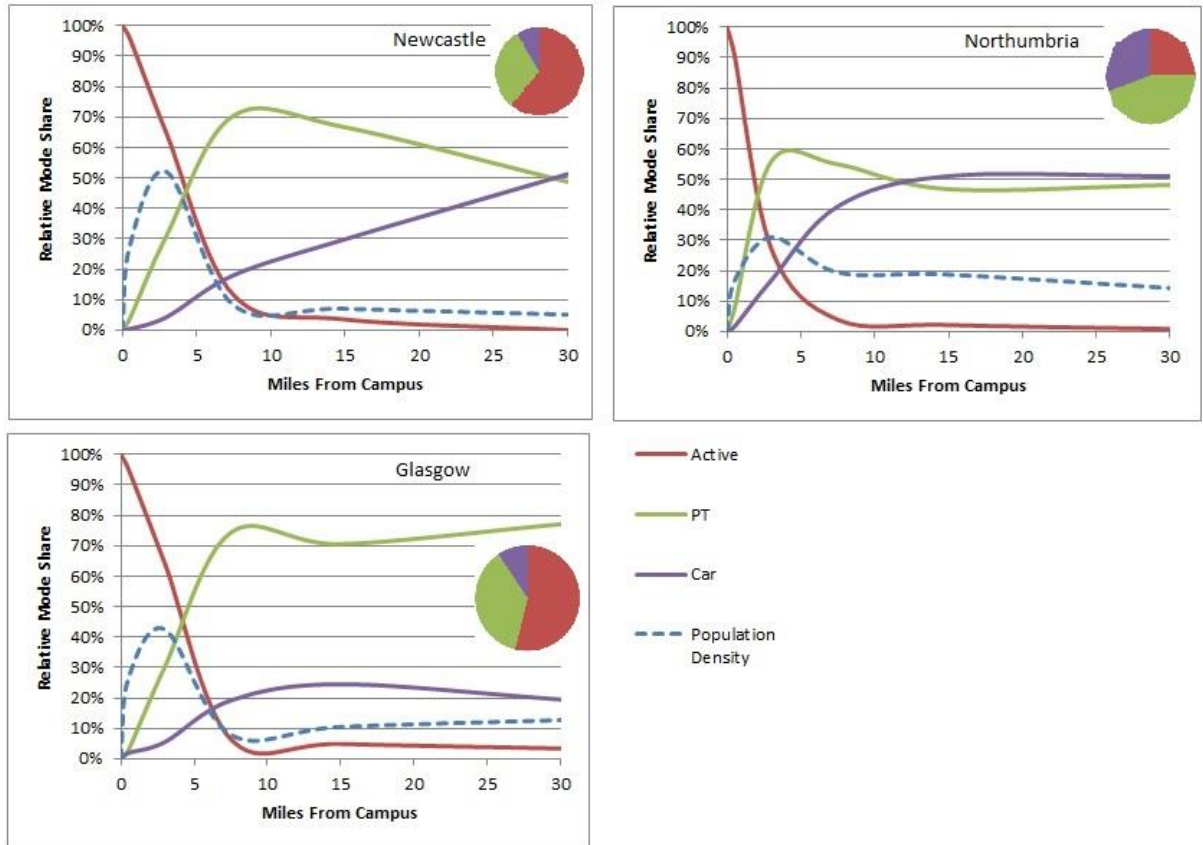 Newcastle
Relative Mode Share
100%
90%
80%
70%
60%
50%
40%
30%
20%
10%
0%
0 5 10 15 20 25 30
Miles From Campus
Northumbria
Relative Mode Share
100%
90%
80%
70%
60%
50%
40%
30%
20%
10%
0%
0 5 10 15 20 25 30
Miles From Campus
Glasgow
Relative Mode Share
100%
90%
80%
70%
60%
50%
40%
30%
20%
10%
0%
0 5 10 15 20 25 30
Miles From Campus
Active
PT
Car
Population
Density